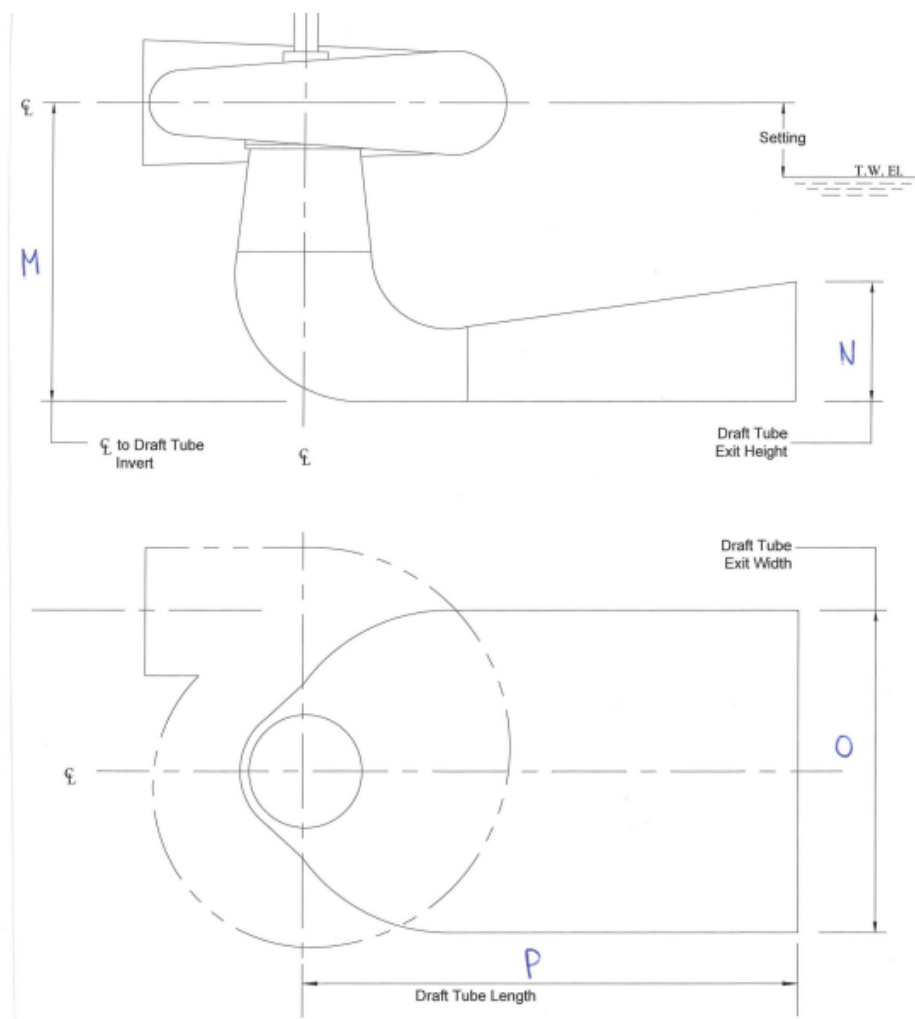 ℄
Setting
T.W. El.
M
N
℄ to Draft Tube
Invert
℄
Draft Tube
Exit Height
Draft Tube
Exit Width
O
℄
P
Draft Tube Length